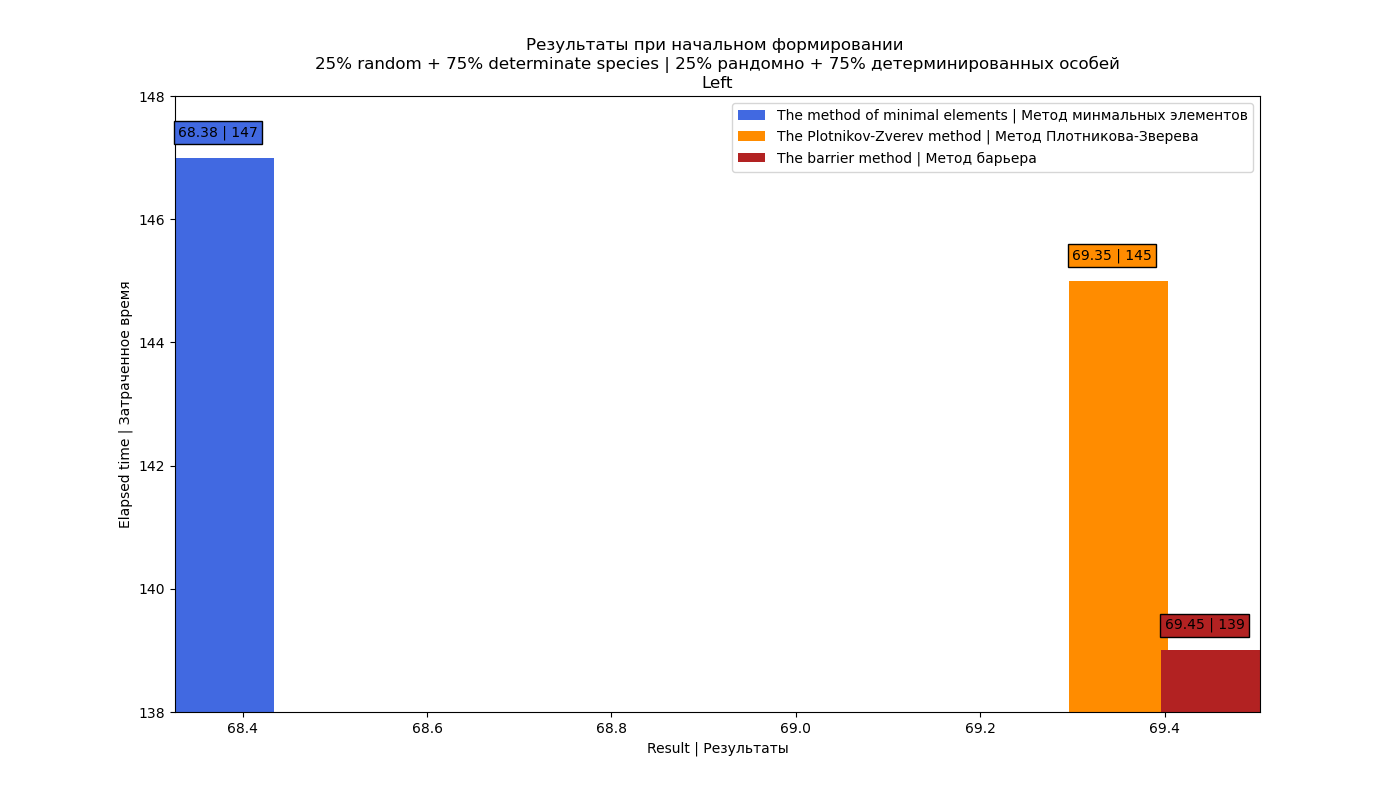 Результаты при начальном формировании
25% random + 75% determinate species | 25% рандомно + 75% детерминированных особей
Left
148
146
144
142
140
138
Elapsed time | Затраченное время
68.38 | 147
69.35 | 145
69.45 | 139
The method of minimal elements | Метод минмальных элементов
The Plotnikov-Zverev method | Метод Плотникова-Зверева
The barrier method | Метод барьера
68.4 68.6 68.8 69.0 69.2 69.4
Result | Результаты